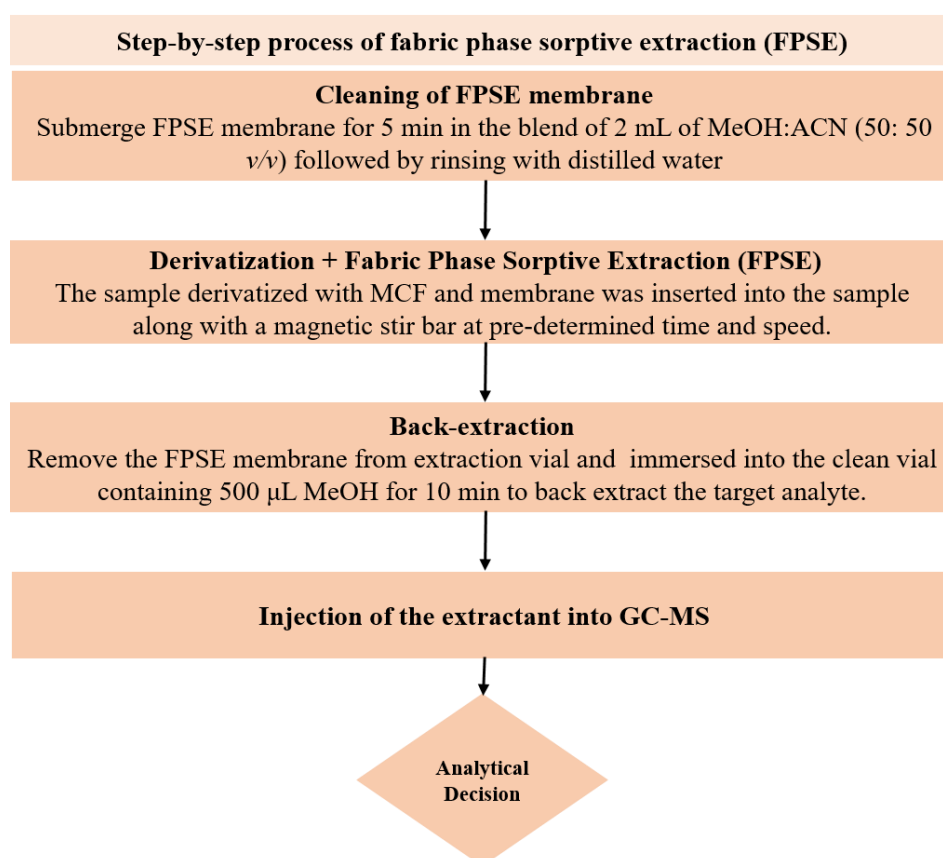 Step-by-step process of fabric phase sorptive extraction (FPSE)
Cleaning of FPSE membrane
Submerge FPSE membrane for 5 min in the blend of 2 mL of MeOH:ACN (50: 50
v/v) followed by rinsing with distilled water
Derivatization + Fabric Phase Sorptive Extraction (FPSE)
The sample derivatized with MCF and membrane was inserted into the sample
along with a magnetic stir bar at pre-determined time and speed.
Back-extraction
Remove the FPSE membrane from extraction vial and immersed into the clean vial
containing 500 μL MeOH for 10 min to back extract the target analyte.
Injection of the extractant into GC-MS
Analytical
Decision